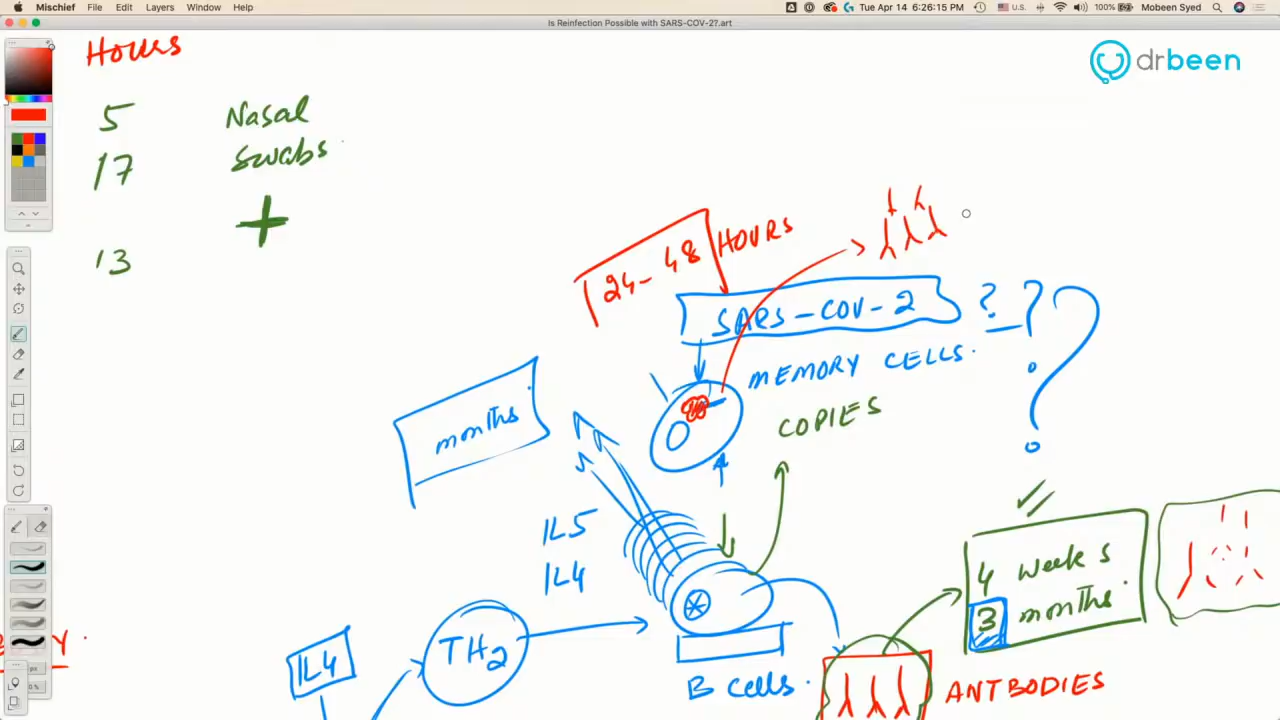 Mischief File Edit Layers Window Help
100% Tue Apr 14 6:26:15 PM Mobeen Syed
U.S.
Is Reinfection Possible with SARS-COV-2?.art
drbeen
Hours
5 Nasal
17 Swabs
+
13
24-48 HOURS
SARS-COV-2 ? ?
MEMORY CELLS.
COPIES
?
months
IL5
IL4
4 weeks
3 months
TH2
IL4
B cells.
ANTBODIES
Y.